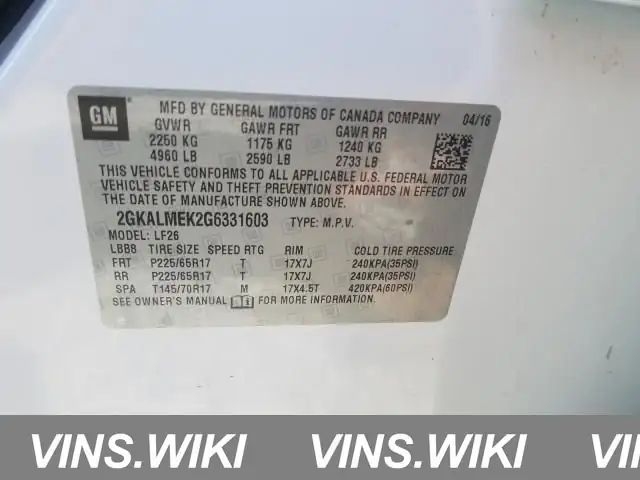 GM
MFD BY GENERAL MOTORS OF CANADA COMPANY 04/16
GVWR GAWR FRT GAWR RR
2250 KG 1175 KG 1240 KG
4960 LB 2590 LB 2733 LB
THIS VEHICLE CONFORMS TO ALL APPLICABLE U.S. FEDERAL MOTOR
VEHICLE SAFETY AND THEFT PREVENTION STANDARDS IN EFFECT ON
THE DATE OF MANUFACTURE SHOWN ABOVE.
2GKALMEK2G6331603 TYPE: M.P.V.
MODEL: LF26
LBB8 TIRE SIZE SPEED RTG RIM COLD TIRE PRESSURE
FRT P225/65R17 T 17X7J 240KPA(35PSI)
RR P225/65R17 T 17X7J 240KPA(35PSI)
SPA T145/70R17 M 17X4.5T 420KPA(60PSI)
SEE OWNER'S MANUAL FOR MORE INFORMATION.
VINS.WIKI VINS.WIKI V